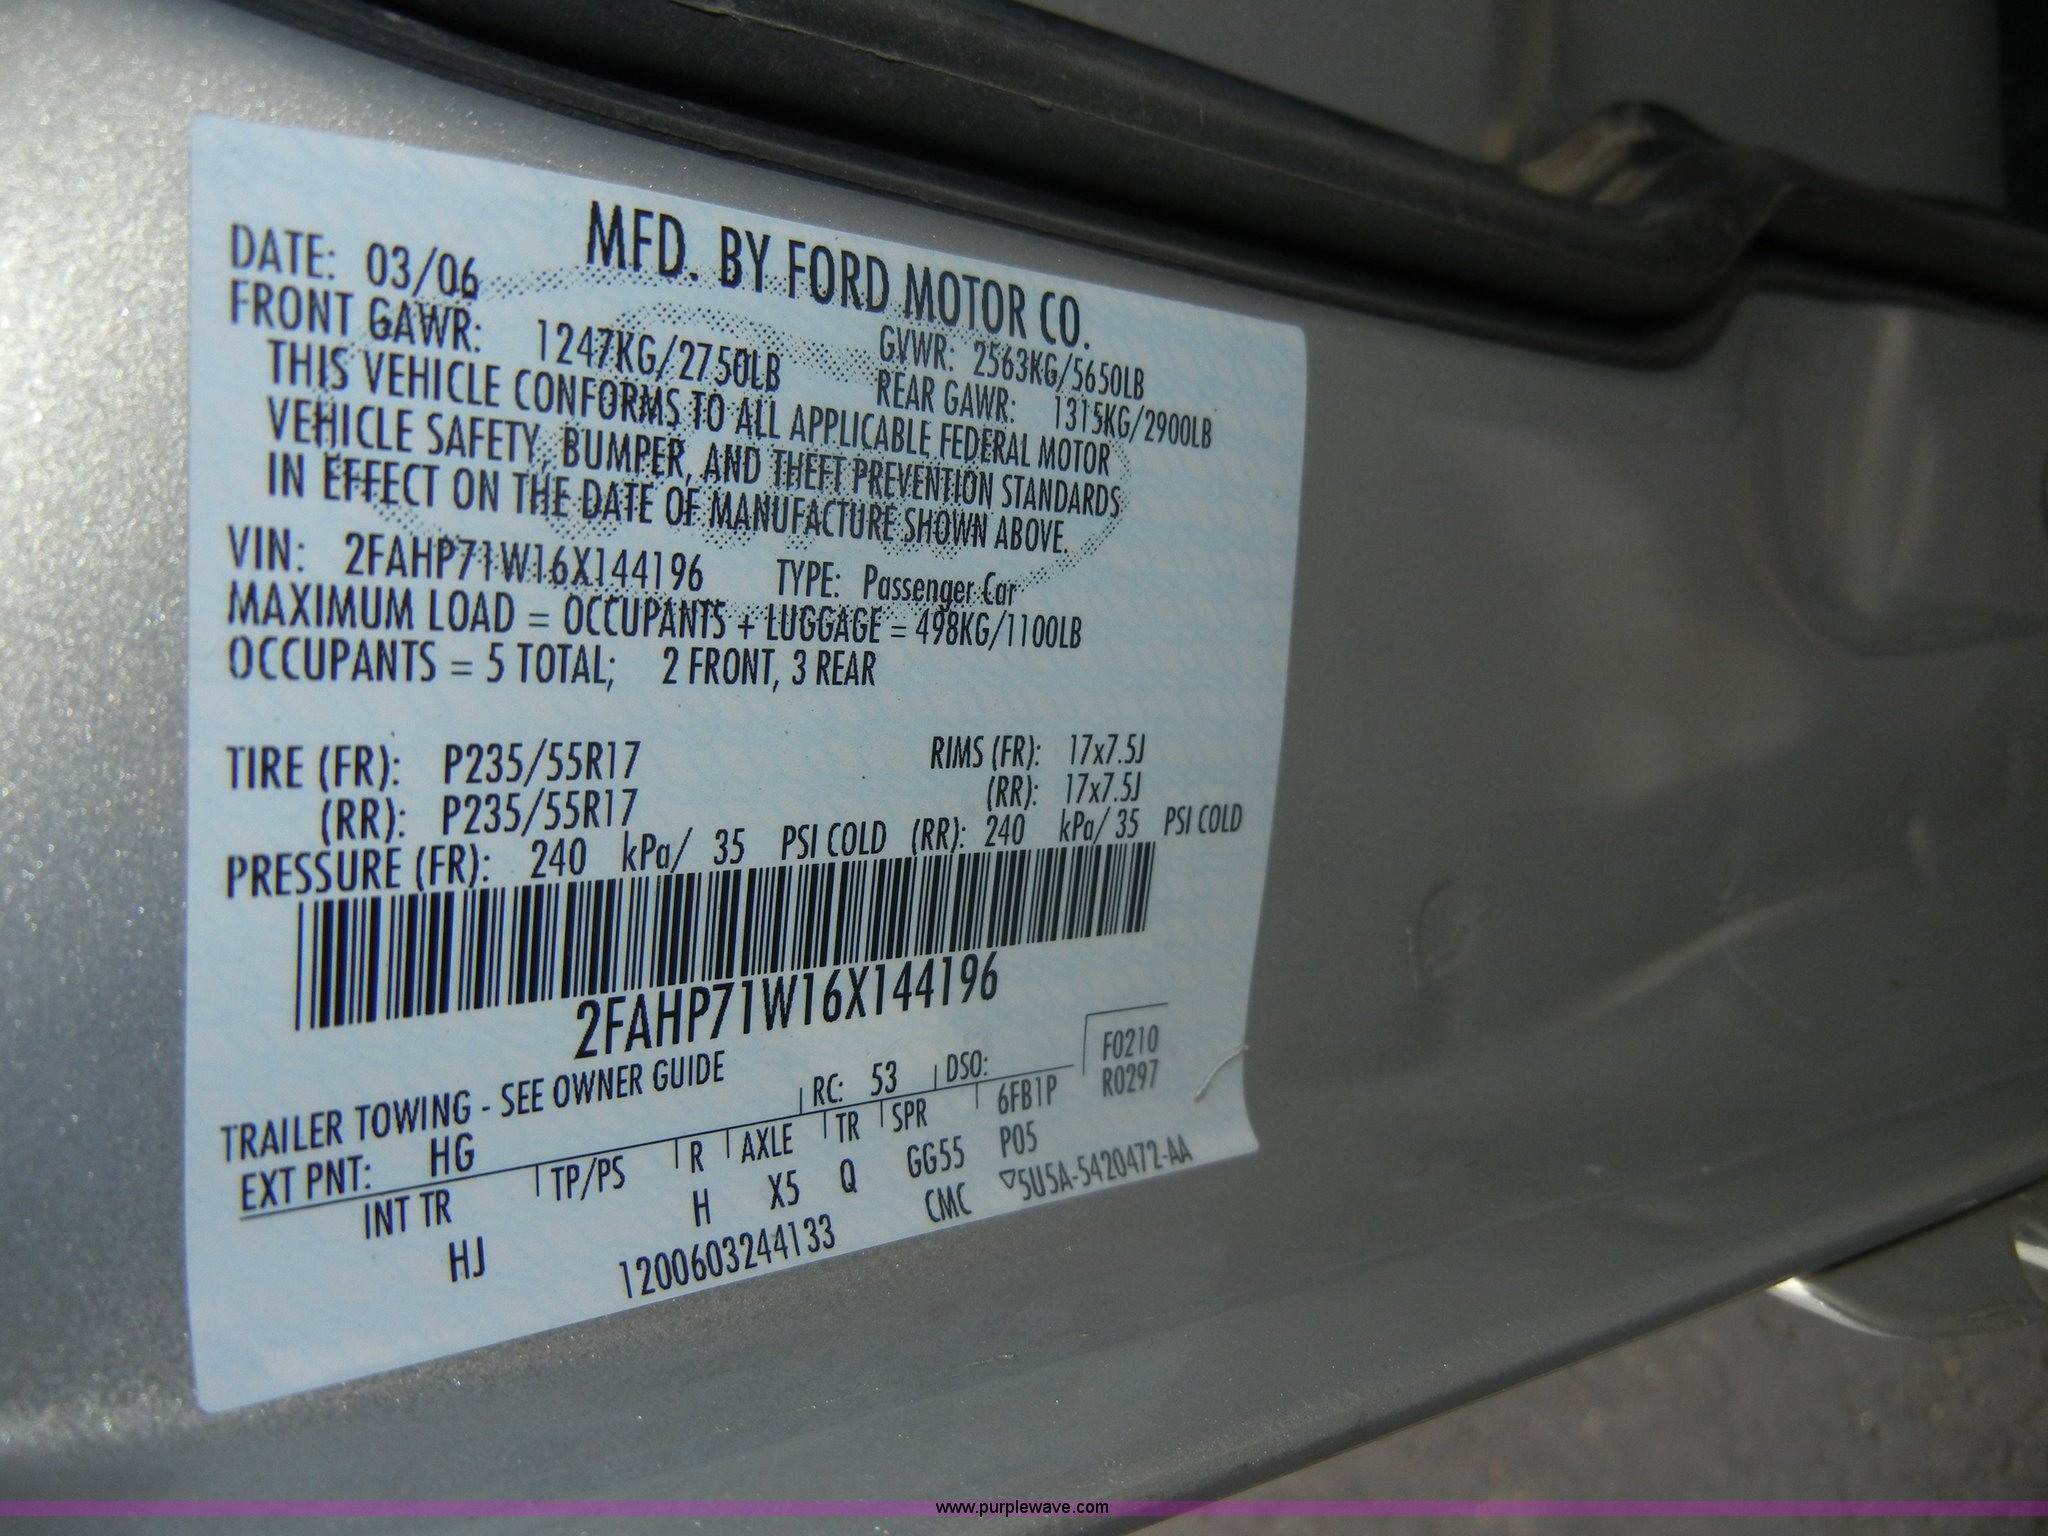 MFD. BY FORD MOTOR CO.
DATE: 03/06 GVWR: 2563KG/5650LB
FRONT GAWR: 1247KG/2750LB REAR GAWR: 1315KG/2900LB
THIS VEHICLE CONFORMS TO ALL APPLICABLE FEDERAL MOTOR
VEHICLE SAFETY, BUMPER, AND THEFT PREVENTION STANDARDS
IN EFFECT ON THE DATE OF MANUFACTURE SHOWN ABOVE.
VIN: 2FAHP71W16X144196 TYPE: Passenger Car
MAXIMUM LOAD = OCCUPANTS + LUGGAGE = 498KG/1100LB
OCCUPANTS = 5 TOTAL; 2 FRONT, 3 REAR
TIRE (FR): P235/55R17 RIMS (FR): 17x7.5J
(RR): P235/55R17 (RR): 17x7.5J
PRESSURE (FR): 240 kPa/ 35 PSI COLD (RR): 240 kPa/ 35 PSI COLD
2FAHP71W16X144196
TRAILER TOWING - SEE OWNER GUIDE F0210
EXT PNT: HG RC: 53 DSO: R0297
INT TR TP/PS R AXLE TR SPR 6FB1P
HJ H X5 Q GG55 P05
1200603244133 CMC ▽5U5A-5420472-AA
www.purplewave.com